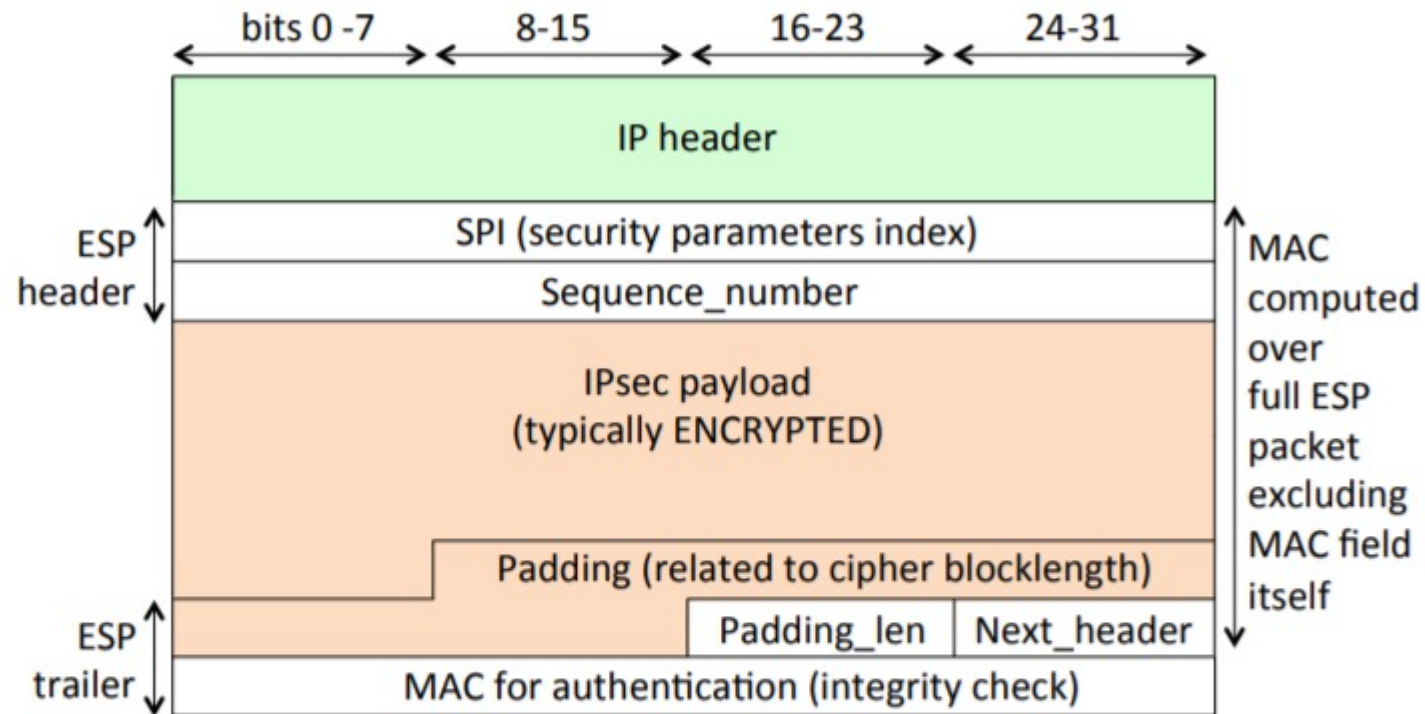 bits 0 -7
8-15
16-23
24-31
IP header
ESP
header
SPI (security parameters index)
Sequence_number
IPsec payload
(typically ENCRYPTED)
Padding (related to cipher blocklength)
ESP
trailer
Padding_len
Next_header
MAC for authentication (integrity check)
MAC
computed
over
full ESP
packet
excluding
MAC field
itself